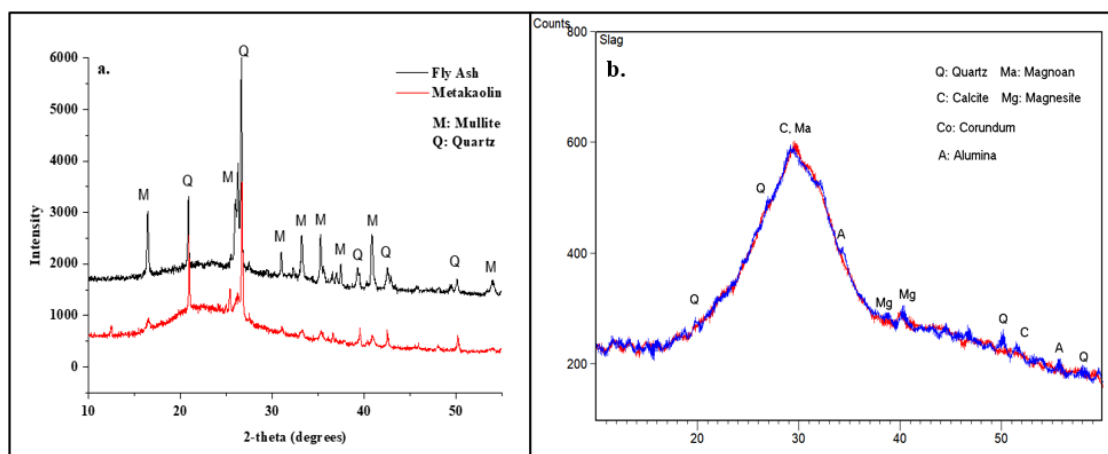 a.
Q
Fly Ash
Metakaolin
M: Mullite
Q: Quartz
M
Q
M
M
M
M
M
Q
M
Q
Q
M
6000
5000
4000
3000
2000
1000
0
Intensity
10 20 30 40 50
2-theta (degrees)
Counts
Slag
b.
Q: Quartz Ma: Magnoan
C: Calcite Mg: Magnesite
Co: Corundum
A: Alumina
C, Ma
Q
A
Q
Mg
Mg
Q
C
A
Q
800
600
400
200
20 30 40 50